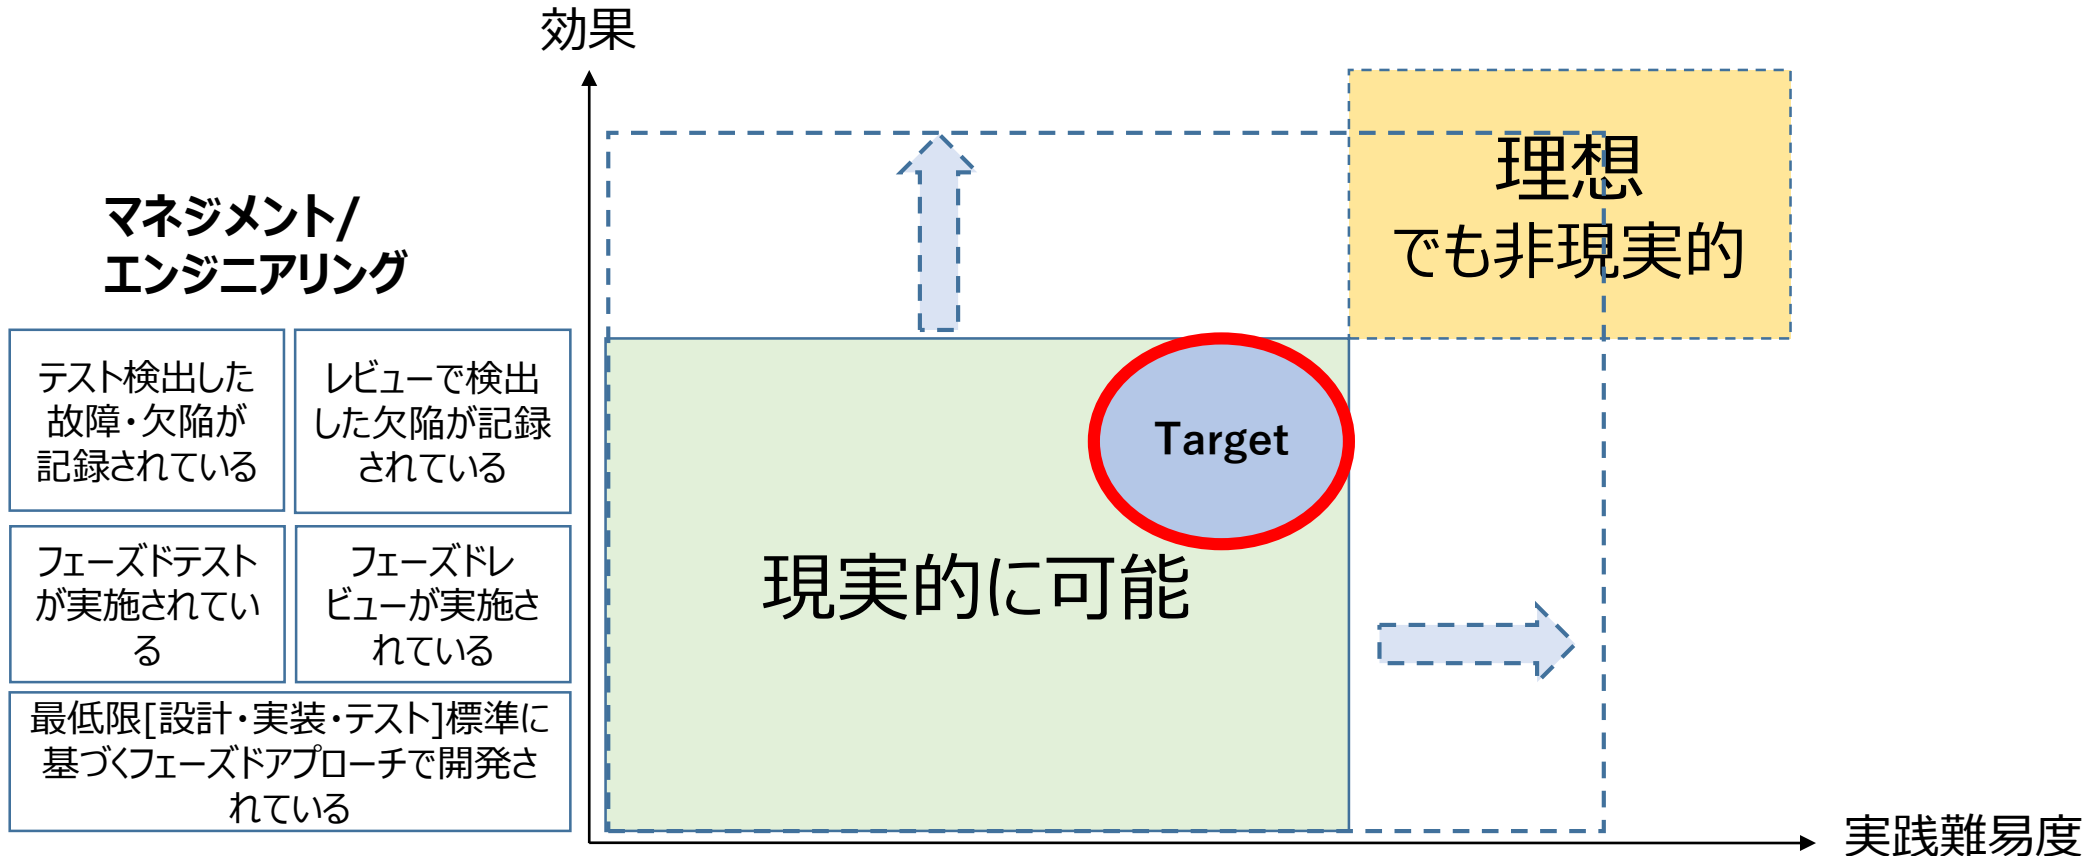 効果
マネジメント/
エンジニアリング
テスト検出した
故障・欠陥が
記録されている
レビューで検出
した欠陥が記録
されている
フェーズドテスト
が実施されてい
る
フェーズドレ
ビューが実施さ
れている
最低限[設計・実装・テスト]標準に
基づくフェーズドアプローチで開発さ
れている
理想
でも非現実的
Target
現実的に可能
実践難易度